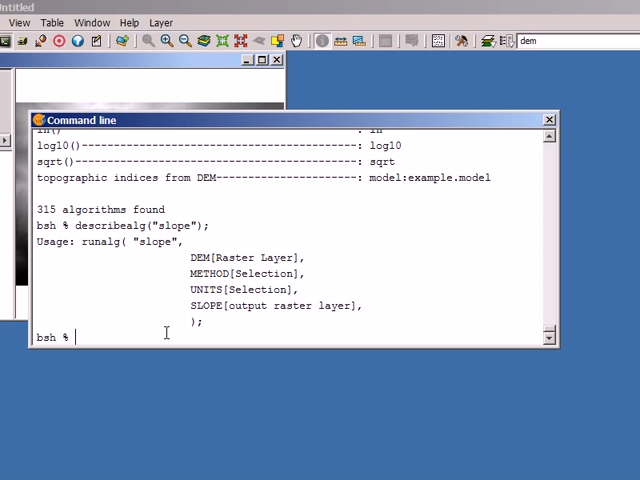 Untitled
View Table Window Help Layer
dem
Command line
ln()-------------------------------------------: ln
log10()----------------------------------------: log10
sqrt()-----------------------------------------: sqrt
topographic indices from DEM---------------------: model:example.model
315 algorithms found
bsh % describealg("slope");
Usage: runalg( "slope",
DEM[Raster Layer],
METHOD[Selection],
UNITS[Selection],
SLOPE[output raster layer],
);
bsh %